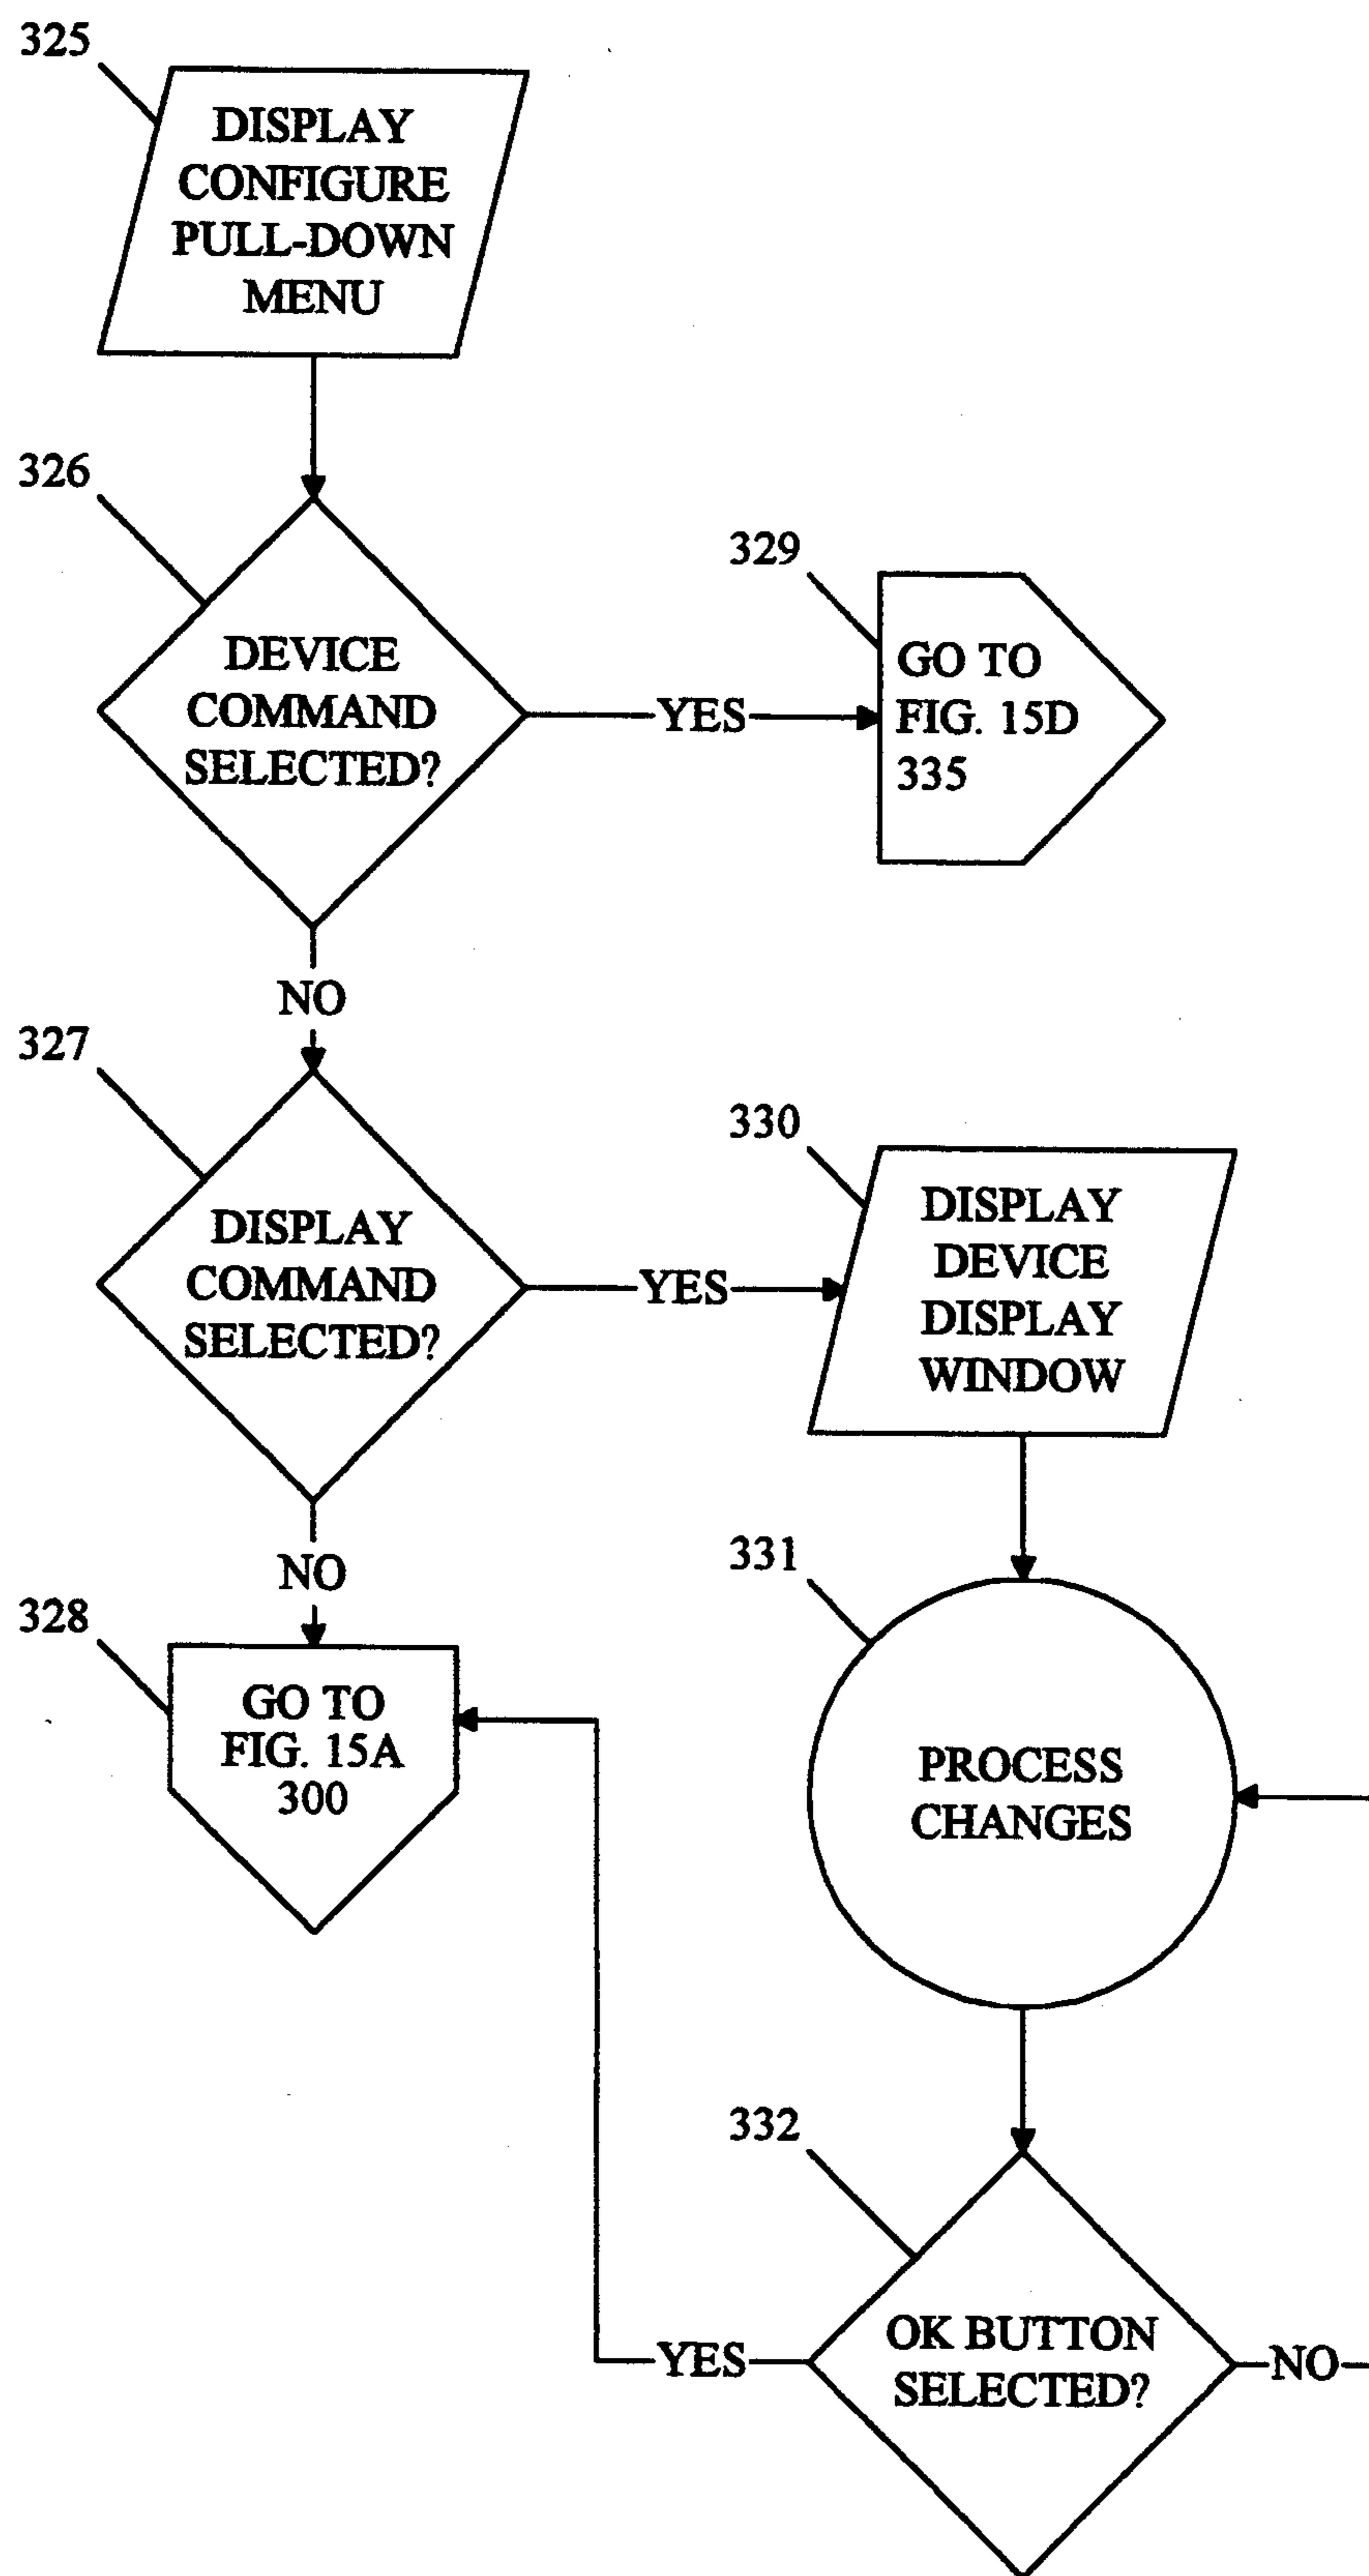 325
DISPLAY
CONFIGURE
PULL-DOWN
MENU
326
DEVICE
COMMAND
SELECTED?
YES
329
GO TO
FIG. 15D
335
NO
327
DISPLAY
COMMAND
SELECTED?
YES
330
DISPLAY
DEVICE
DISPLAY
WINDOW
NO
328
GO TO
FIG. 15A
300
331
PROCESS
CHANGES
332
OK BUTTON
SELECTED?
YES
NO